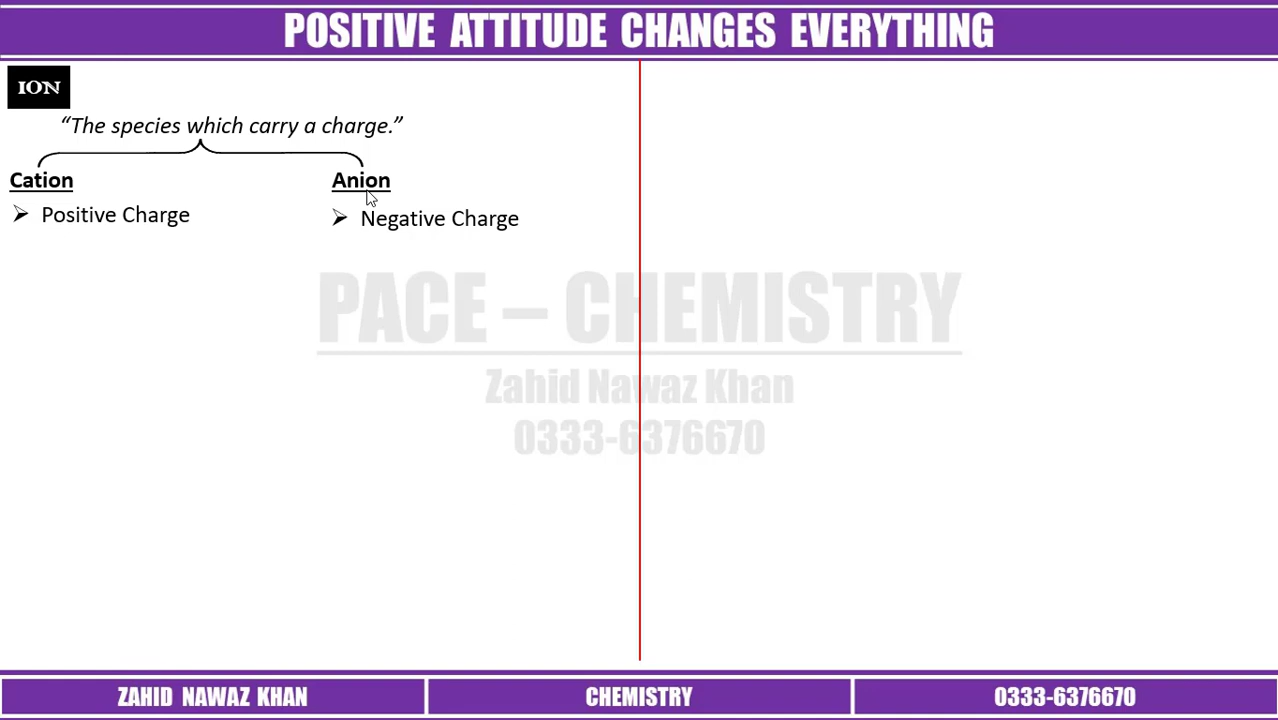 POSITIVE ATTITUDE CHANGES EVERYTHING
ION
“The species which carry a charge.”
Cation
➢ Positive Charge
Anion
➢ Negative Charge
PACE – CHEMISTRY
Zahid Nawaz Khan
0333-6376670
ZAHID NAWAZ KHAN
CHEMISTRY
0333-6376670